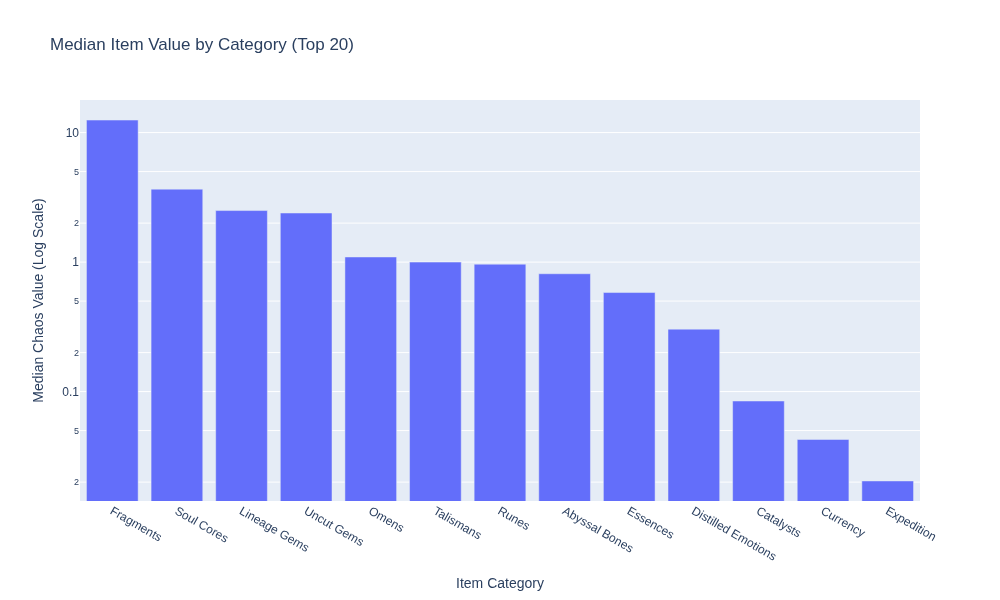 Median Item Value by Category (Top 20)
Median Chaos Value (Log Scale)
10
5
2
1
5
2
0.1
5
2
Fragments
Soul Cores
Lineage Gems
Uncut Gems
Omens
Talismans
Runes
Abyssal Bones
Essences
Distilled Emotions
Catalysts
Currency
Expedition
Item Category